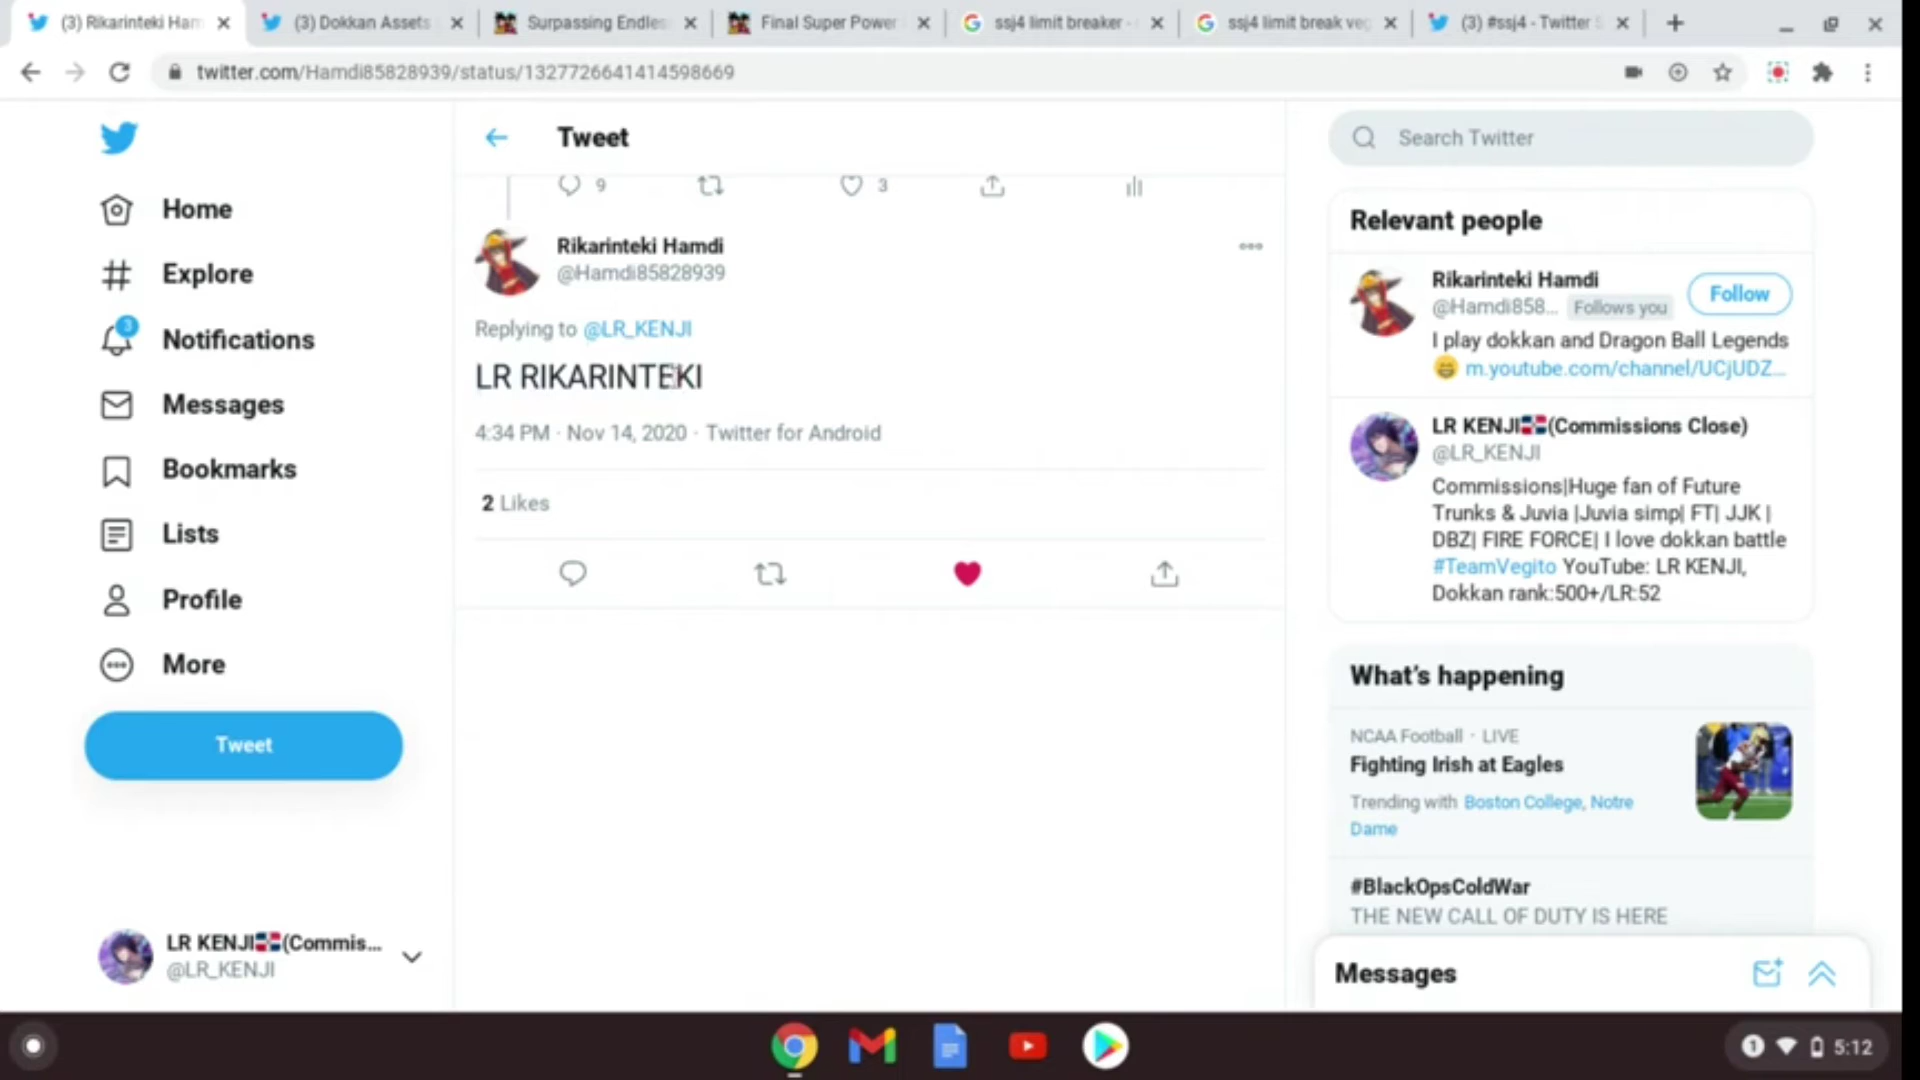 (3) Rikarinteki Ham
(3) Dokkan Assets
Surpassing Endles
Final Super Power
ssj4 limit breaker -
ssj4 limit break veg
(3) #ssj4 - Twitter S
twitter.com/Hamdi85828939/status/1327726641414598669
Home
Explore
3
Notifications
Messages
Bookmarks
Lists
Profile
More
Tweet
LR KENJI🇩🇴(Commis...
@LR_KENJI
Tweet
9
3
Rikarinteki Hamdi
@Hamdi85828939
Replying to @LR_KENJI
LR RIKARINTEKI
4:34 PM · Nov 14, 2020 · Twitter for Android
2 Likes
Search Twitter
Relevant people
Rikarinteki Hamdi
@Hamdi858... Follows you
Follow
I play dokkan and Dragon Ball Legends
😄 m.youtube.com/channel/UCjUDZ...
LR KENJI🇩🇴(Commissions Close)
@LR_KENJI
Commissions|Huge fan of Future
Trunks & Juvia |Juvia simp| FT| JJK |
DBZ| FIRE FORCE| I love dokkan battle
#TeamVegito YouTube: LR KENJI,
Dokkan rank:500+/LR:52
What's happening
NCAA Football · LIVE
Fighting Irish at Eagles
Trending with Boston College, Notre
Dame
#BlackOpsColdWar
THE NEW CALL OF DUTY IS HERE
Messages
1
5:12